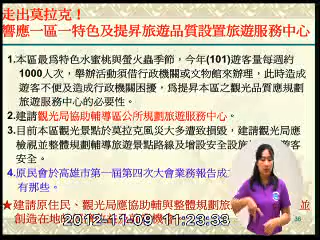 走出莫拉克！
響應一區一特色及提昇旅遊品質設置旅遊服務中心
1.本區最爲特色水蜜桃與螢火蟲季節，今年(101)遊客量每週約
1000人次，舉辦活動須借行政機關或文物館來辦理，此時造成
遊客不便及造成行政機關困擾，爲提昇本區之觀光品質應規劃
旅遊服務中心的必要性。
2.建請觀光局協助輔導區公所規劃旅遊服務中心。
3.目前本區觀光景點於莫拉克風災大多遭致損毀，建請觀光局應
檢視並整體規劃輔導旅遊景點路線及增設安全設施 遊客
安全。
4.原民會於高雄市第一屆第四次大會業務報告成
有那些。
★建請原住民、觀光局應協助輔與整體規劃旅 並
創造在地 機
2012-11-09 11:23:33
36